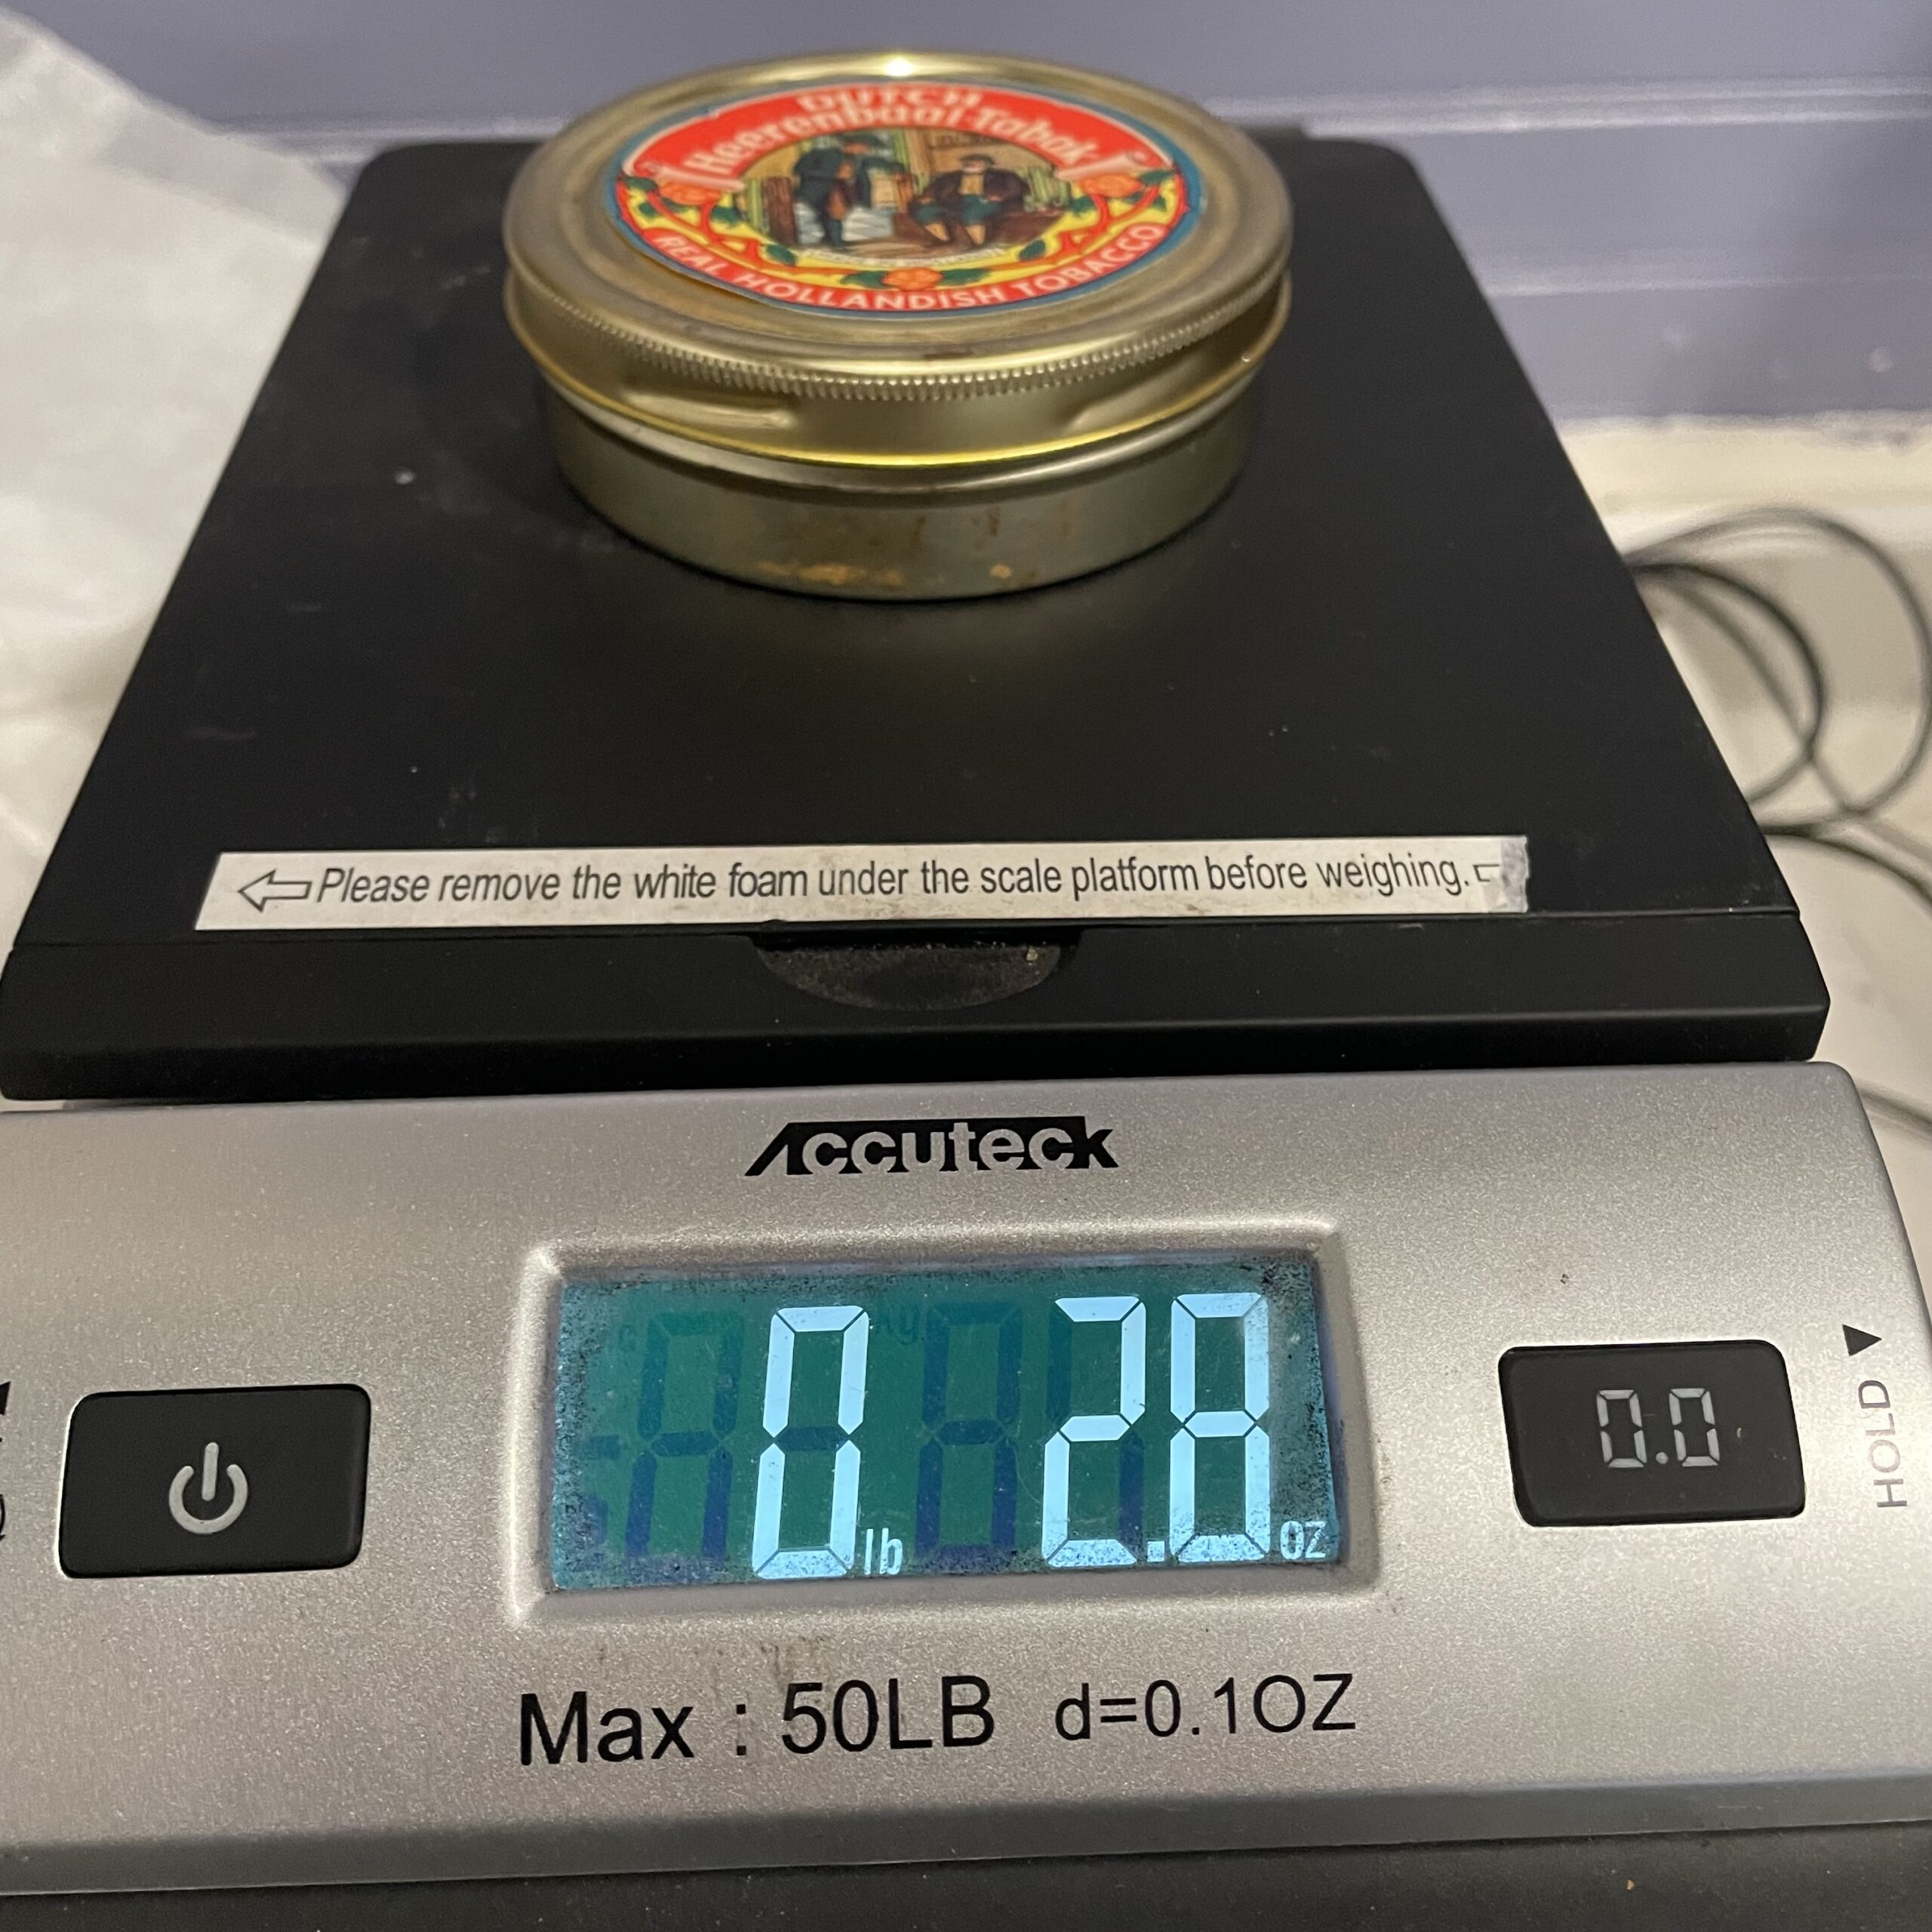 DUTCH
Heerenbaai Tabak
REAL HOLLANDISH TOBACCO
Please remove the white foam under the scale platform before weighing.
Accuteck
0 lb 2.8 oz
0.0
HOLD
Max : 50LB d=0.1OZ